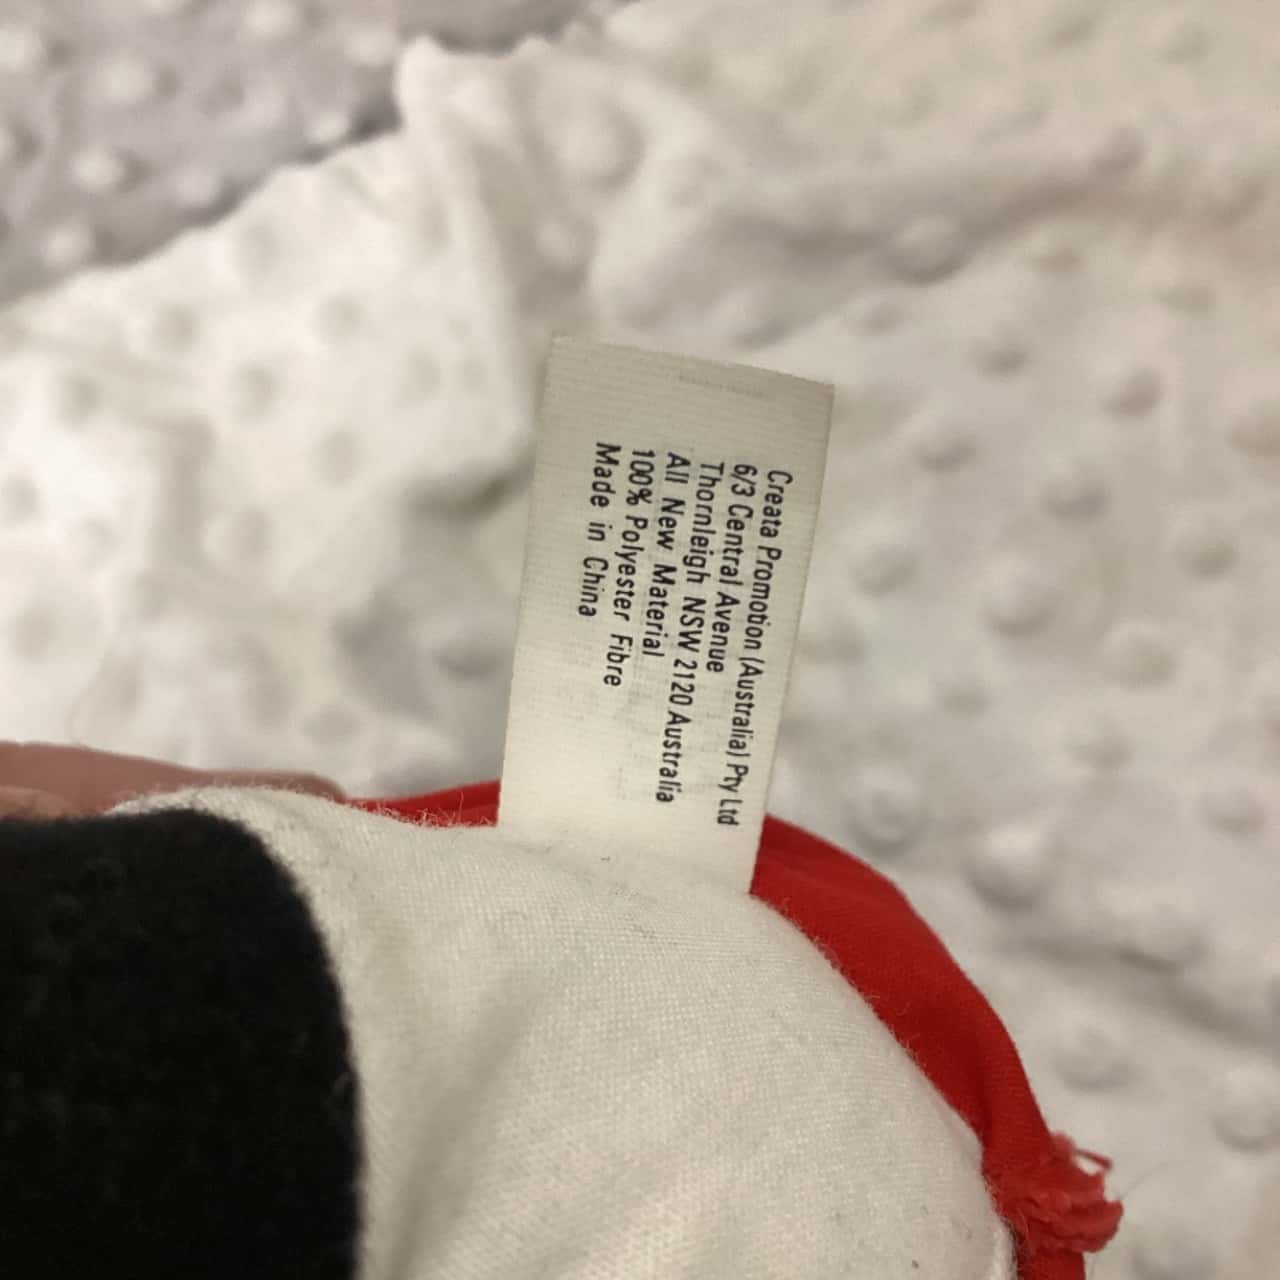 Creata Promotion (Australia) Pty Ltd
6/3 Central Avenue
Thornleigh NSW 2120 Australia
All New Material
100% Polyester Fibre
Made in China